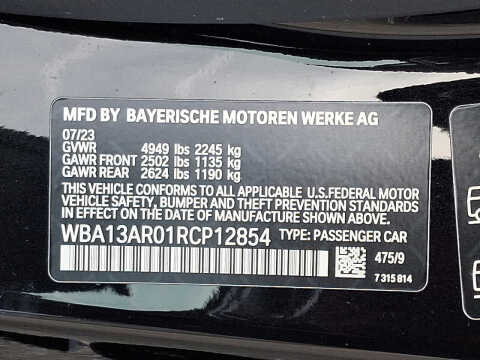 MFD BY BAYERISCHE MOTOREN WERKE AG
07/23
GVWR 4949 lbs 2245 kg
GAWR FRONT 2502 lbs 1135 kg
GAWR REAR 2624 lbs 1190 kg
THIS VEHICLE CONFORMS TO ALL APPLICABLE U.S.FEDERAL MOTOR
VEHICLE SAFETY, BUMPER AND THEFT PREVENTION STANDARDS
IN EFFECT ON THE DATE OF MANUFACTURE SHOWN ABOVE.
WBA13AR01RCP12854 TYPE: PASSENGER CAR
475/9
7 315 814